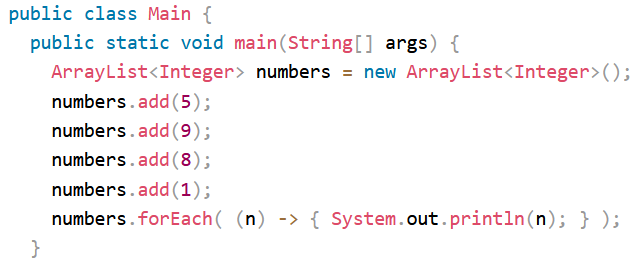 public class Main {
  public static void main(String[] args) {
    ArrayList<Integer> numbers = new ArrayList<Integer>();
    numbers.add(5);
    numbers.add(9);
    numbers.add(8);
    numbers.add(1);
    numbers.forEach( (n) -> { System.out.println(n); } );
  }